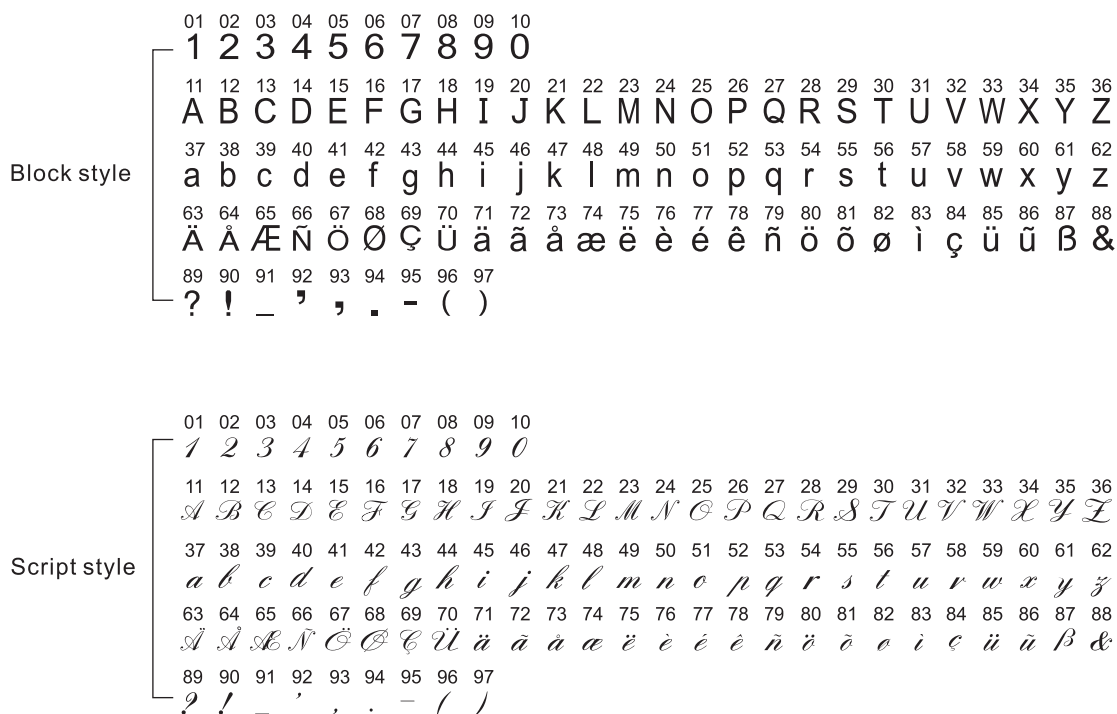 01 02 03 04 05 06 07 08 09 10
1 2 3 4 5 6 7 8 9 0
11 12 13 14 15 16 17 18 19 20 21 22 23 24 25 26 27 28 29 30 31 32 33 34 35 36
A B C D E F G H I J K L M N O P Q R S T U V W X Y Z
37 38 39 40 41 42 43 44 45 46 47 48 49 50 51 52 53 54 55 56 57 58 59 60 61 62
Block style
a b c d e f g h i j k l m n o p q r s t u v w x y z
63 64 65 66 67 68 69 70 71 72 73 74 75 76 77 78 79 80 81 82 83 84 85 86 87 88
Ä Å Æ Ñ Ö Ø Ç Ü ä ã å æ ë è é ê ñ ö õ ø ì ç ü ũ ß &
89 90 91 92 93 94 95 96 97
? ! _ ’ , . - ( )
01 02 03 04 05 06 07 08 09 10
1 2 3 4 5 6 7 8 9 0
11 12 13 14 15 16 17 18 19 20 21 22 23 24 25 26 27 28 29 30 31 32 33 34 35 36
A B C D E F G H I J K L M N O P Q R S T U V W X Y Z
37 38 39 40 41 42 43 44 45 46 47 48 49 50 51 52 53 54 55 56 57 58 59 60 61 62
Script style
a b c d e f g h i j k l m n o p q r s t u v w x y z
63 64 65 66 67 68 69 70 71 72 73 74 75 76 77 78 79 80 81 82 83 84 85 86 87 88
Ä Å Æ Ñ Ö Ø Ç Ü ä ã å æ ë è é ê ñ ö õ ø ì ç ü ũ ß &
89 90 91 92 93 94 95 96 97
? ! _ ’ , . - ( )